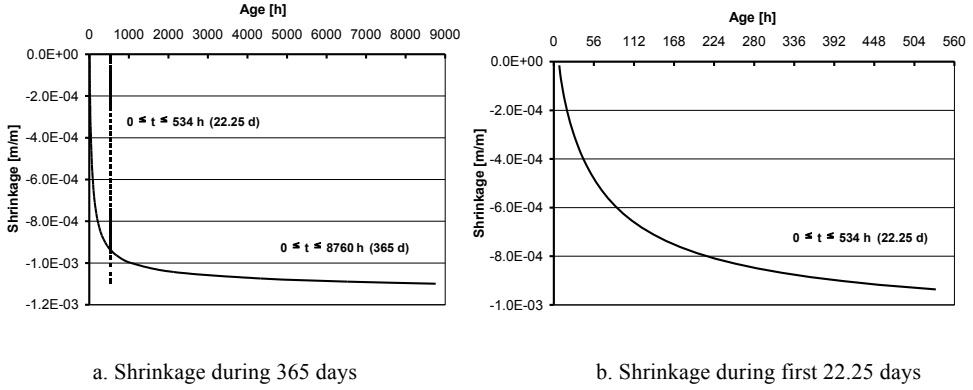 Age [h]
0 1000 2000 3000 4000 5000 6000 7000 8000 9000
0.0E+00
-2.0E-04
-4.0E-04
-6.0E-04
-8.0E-04
-1.0E-03
-1.2E-03
Shrinkage [m/m]
0 ≤ t ≤ 534 h (22.25 d)
0 ≤ t ≤ 8760 h (365 d)
a. Shrinkage during 365 days
Age [h]
0 56 112 168 224 280 336 392 448 504 560
0.0E+00
-2.0E-04
-4.0E-04
-6.0E-04
-8.0E-04
-1.0E-03
Shrinkage [m/m]
0 ≤ t ≤ 534 h (22.25 d)
b. Shrinkage during first 22.25 days